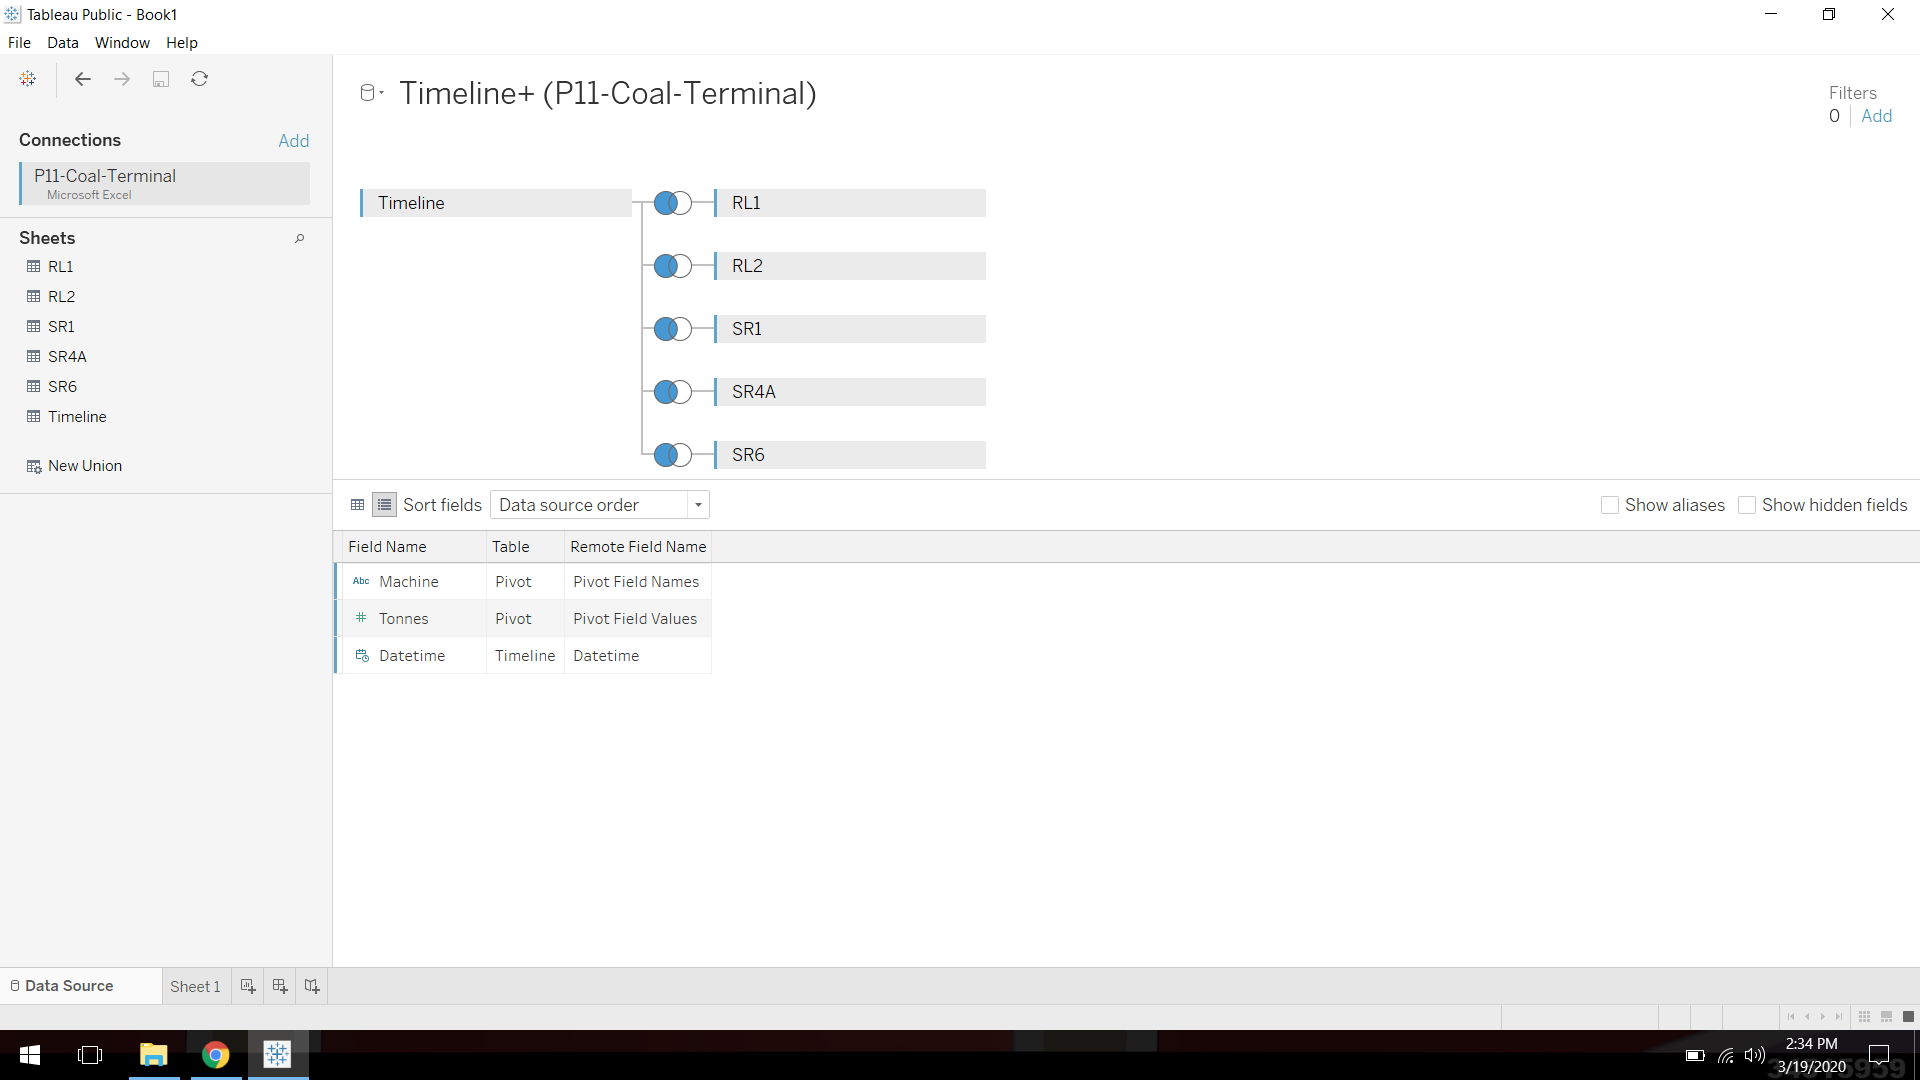 Tableau Public - Book1
File Data Window Help
Connections Add
P11-Coal-Terminal
Microsoft Excel
Sheets
RL1
RL2
SR1
SR4A
SR6
Timeline
New Union
Timeline+ (P11-Coal-Terminal)
Filters
0 Add
Timeline
RL1
RL2
SR1
SR4A
SR6
Sort fields Data source order Show aliases Show hidden fields
Field Name Table Remote Field Name
Abc Machine Pivot Pivot Field Names
# Tonnes Pivot Pivot Field Values
Datetime Timeline Datetime
Data Source Sheet 1
2:34 PM
3/19/2020